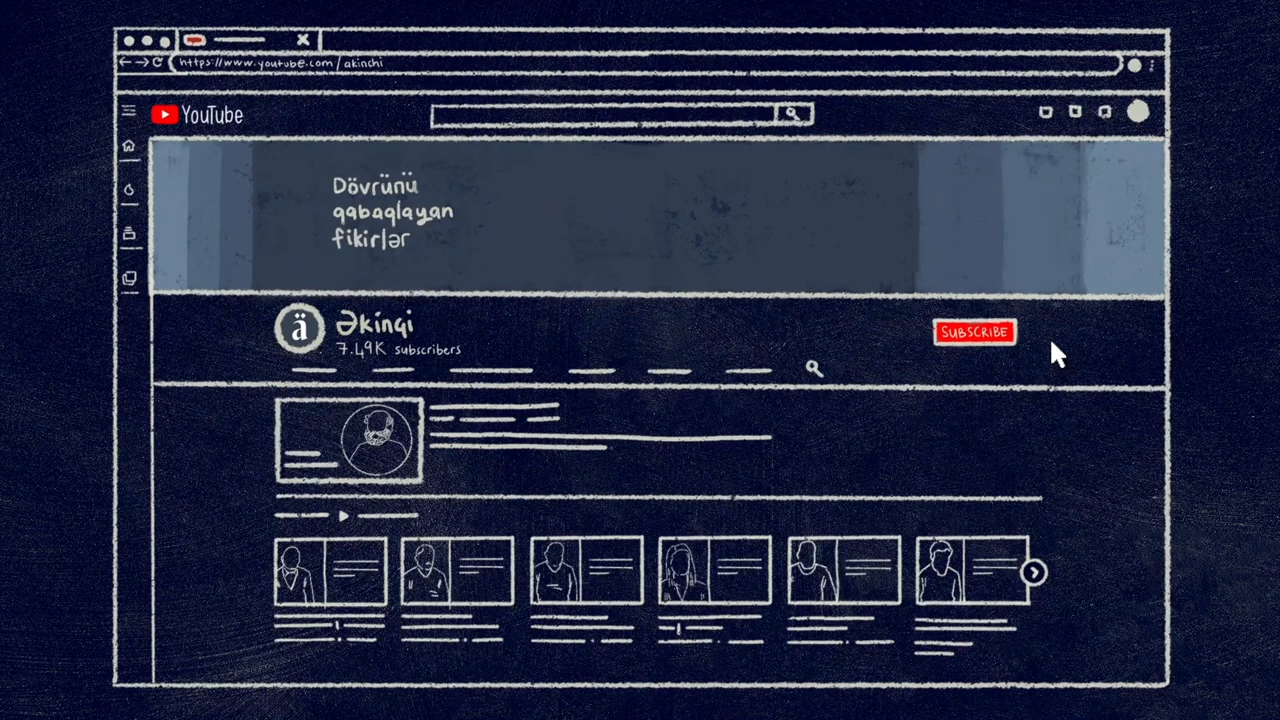 https://www.youtube.com/akinchi
YouTube
Dövrünü
qabaqlayan
fikirlər
ä
Əkinçi
7.49K subscribers
SUBSCRIBE